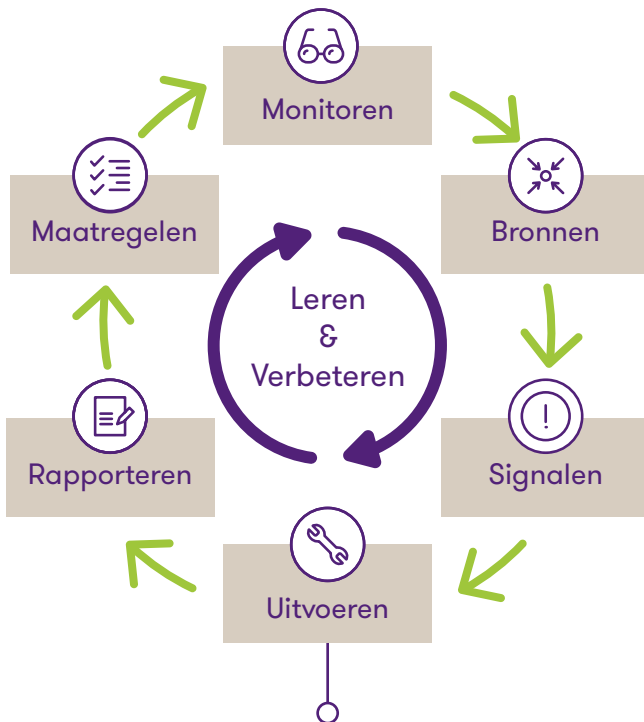 Monitoren
Bronnen
Signalen
Uitvoeren
Rapporteren
Maatregelen
Leren
&
Verbeteren